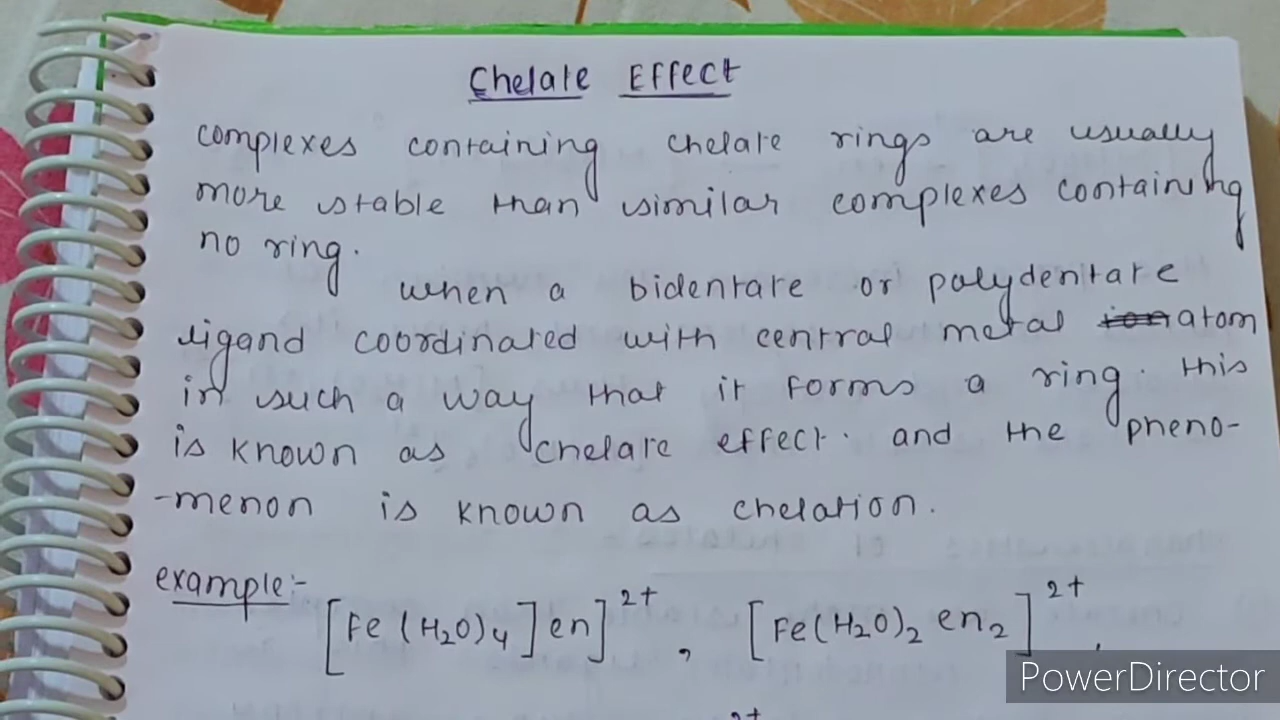 Chelate Effect
complexes containing chelate rings are usually
more stable than similar complexes containing
no ring.
when a bidentate or polydentate
ligand coordinated with central metal ion atom
in such a way that it forms a ring. this
is known as chelate effect. and the pheno-
-menon is known as chelation.
example:-
[Fe(H₂O)₄]en]²⁺, [Fe(H₂O)₂ en₂]²⁺,
PowerDirector
2+